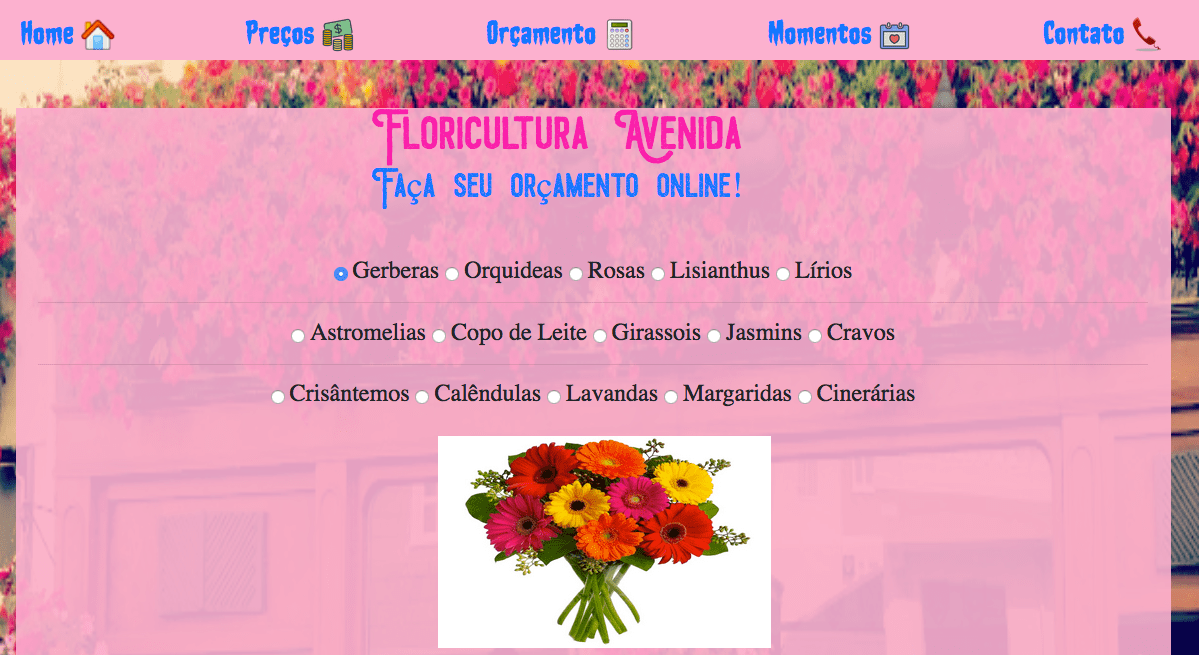 Home Preços Orçamento Momentos Contato
Floricultura Avenida
Faça seu orçamento online!
Gerberas Orquideas Rosas Lisianthus Lírios
Astromelias Copo de Leite Girassois Jasmins Cravos
Crisântemos Calêndulas Lavandas Margaridas Cinerárias